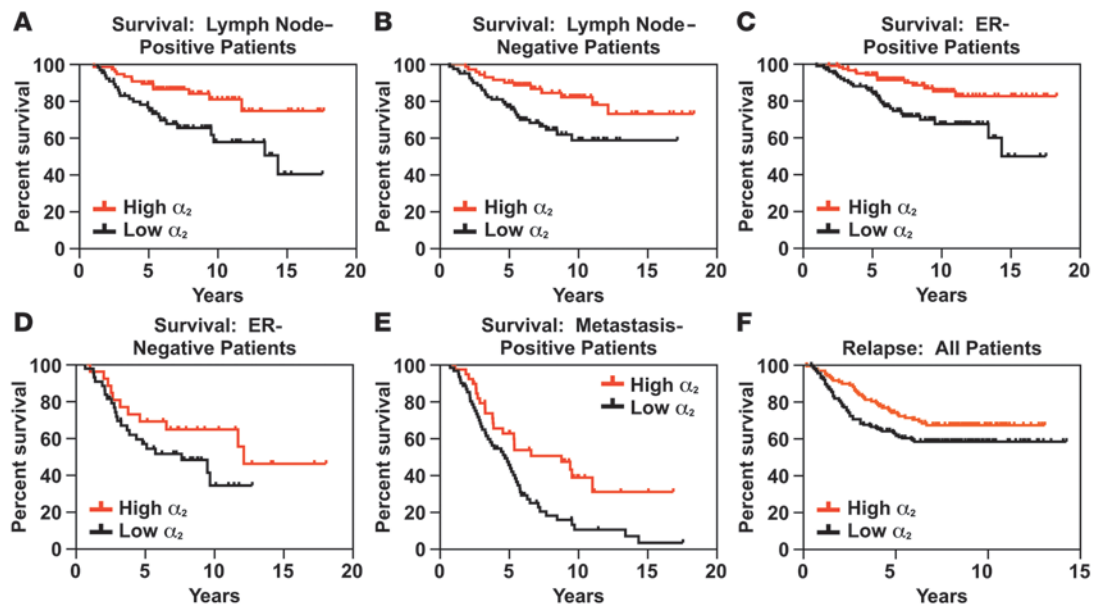 A
Survival: Lymph Node–
Positive Patients
Percent survival
100
80
60
40
20
0
High α₂
Low α₂
0 5 10 15 20
Years
B
Survival: Lymph Node–
Negative Patients
Percent survival
100
80
60
40
20
0
High α₂
Low α₂
0 5 10 15 20
Years
C
Survival: ER-
Positive Patients
Percent survival
100
80
60
40
20
0
High α₂
Low α₂
0 5 10 15 20
Years
D
Survival: ER-
Negative Patients
Percent survival
100
80
60
40
20
0
High α₂
Low α₂
0 5 10 15 20
Years
E
Survival: Metastasis-
Positive Patients
Percent survival
100
80
60
40
20
0
High α₂
Low α₂
0 5 10 15 20
Years
F
Relapse: All Patients
Percent survival
100
80
60
40
20
0
High α₂
Low α₂
0 5 10 15
Years